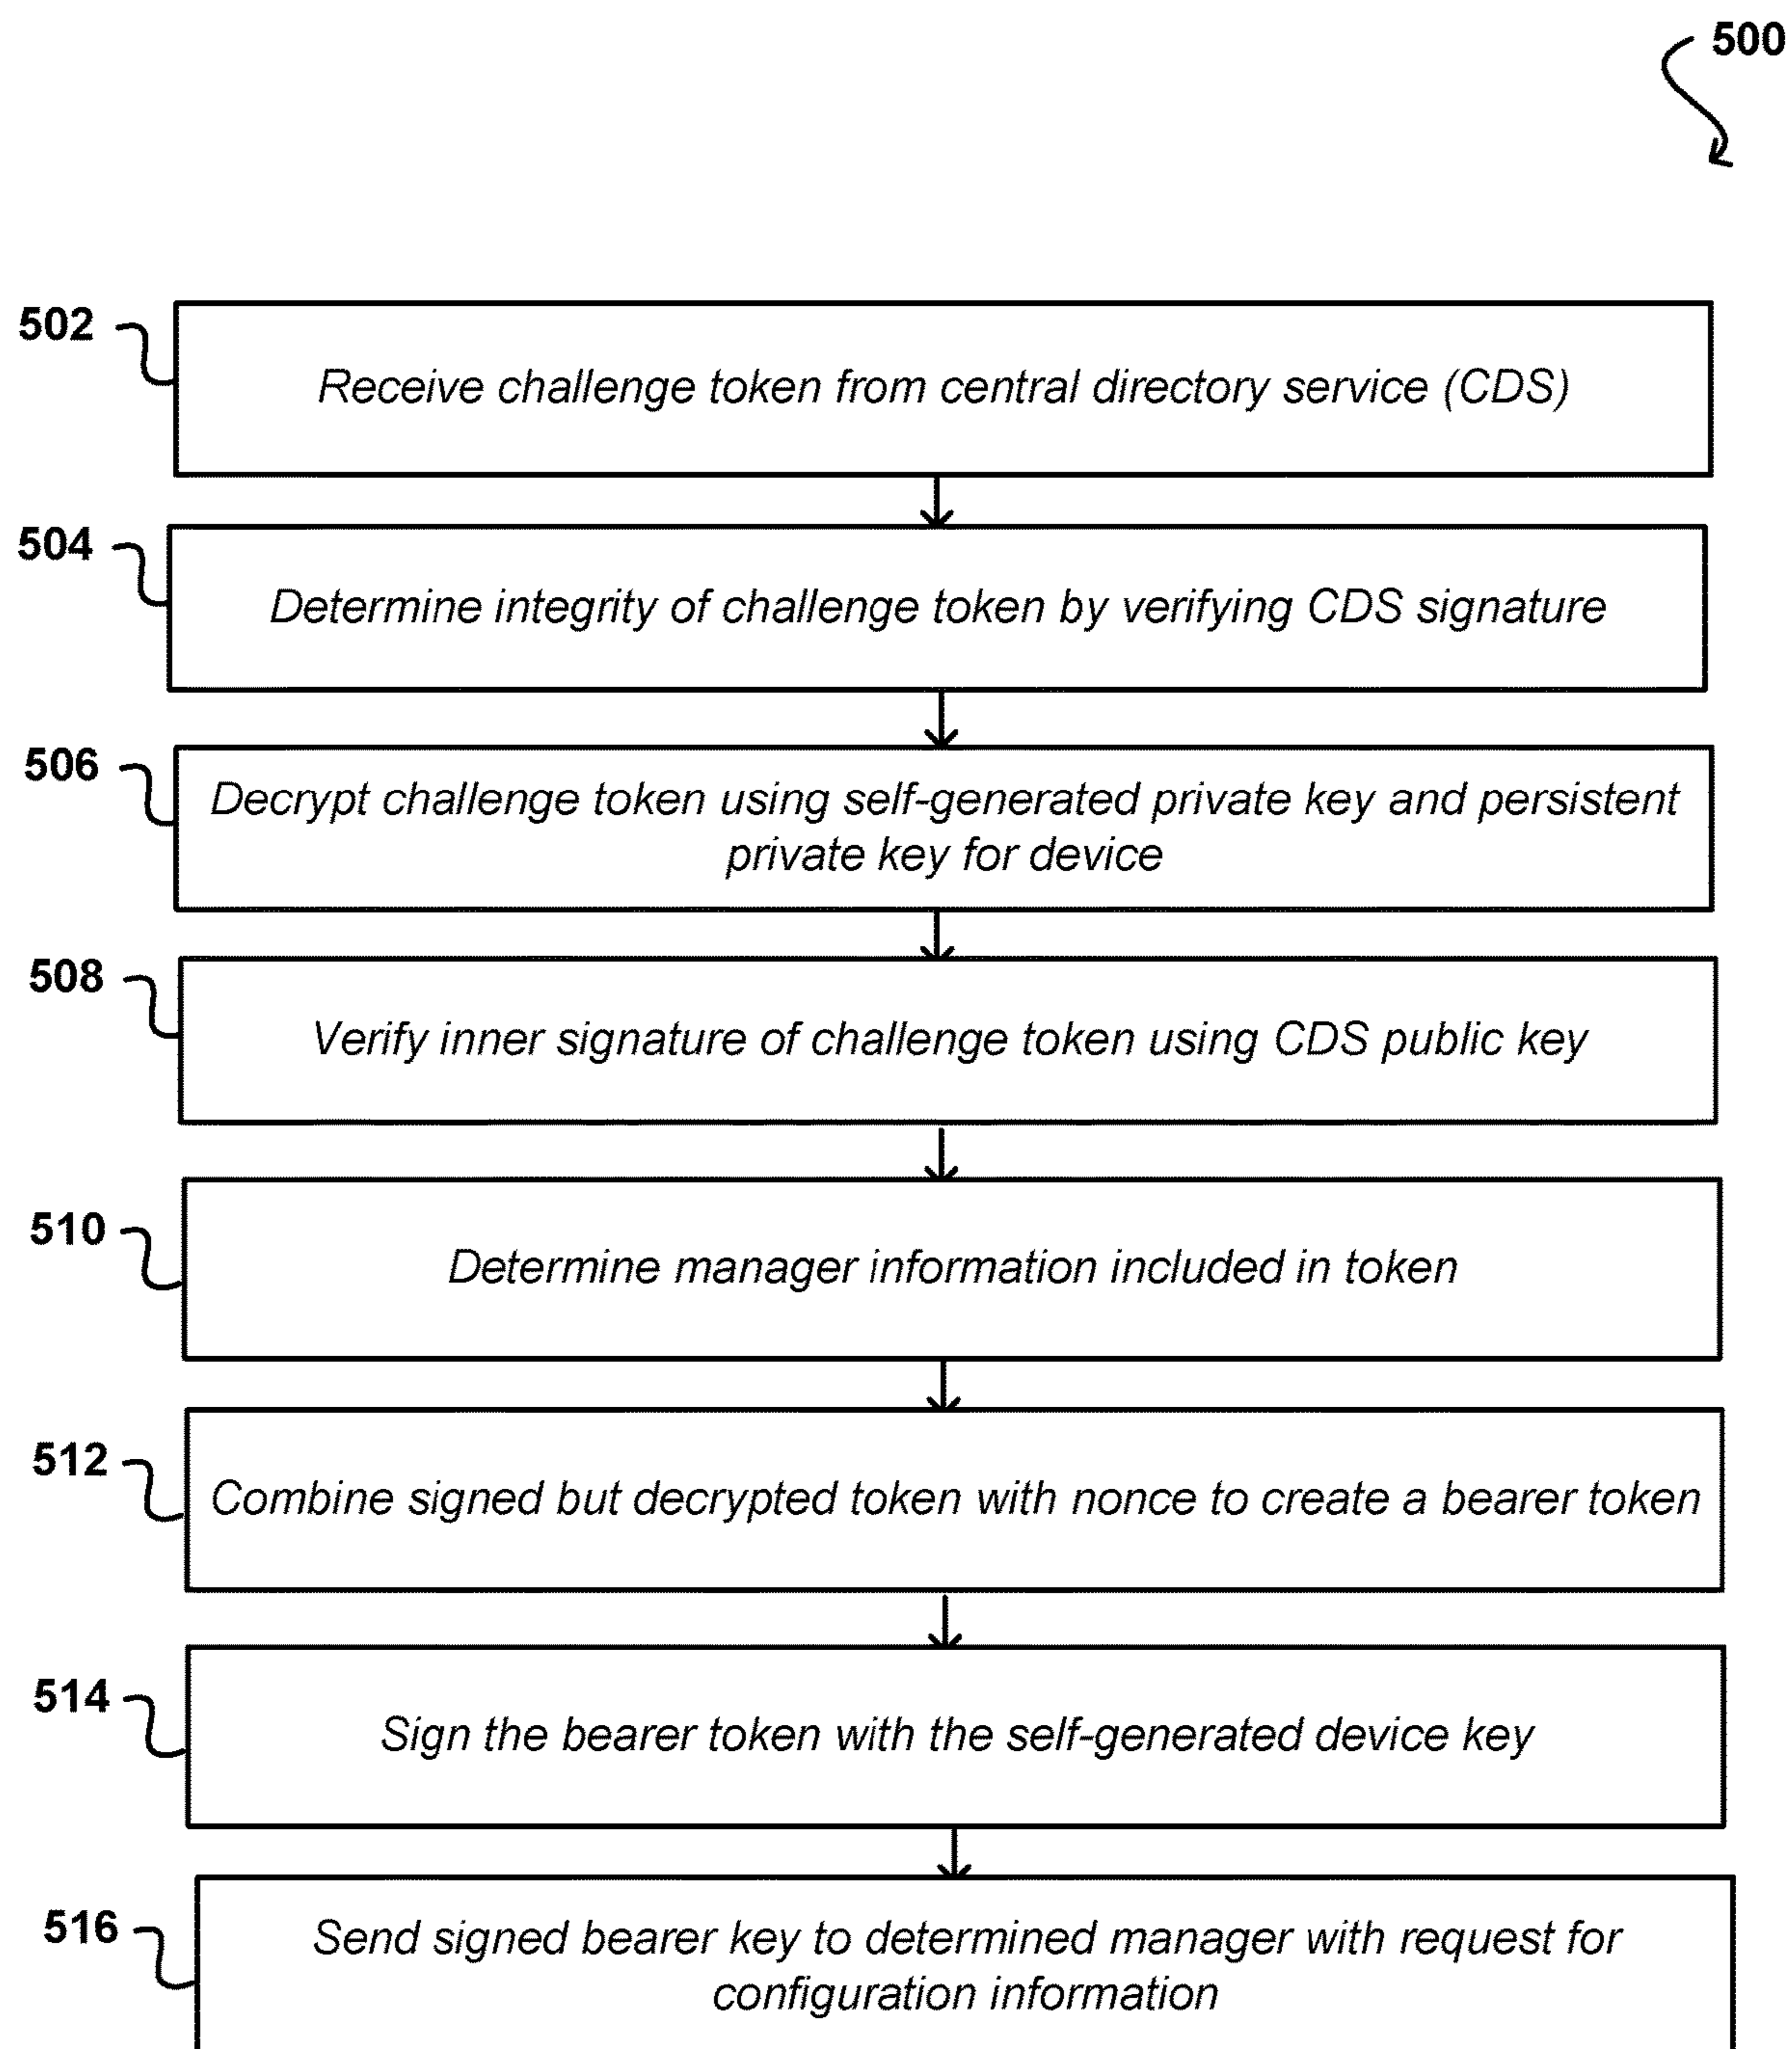 500
502
Receive challenge token from central directory service (CDS)
504
Determine integrity of challenge token by verifying CDS signature
506
Decrypt challenge token using self-generated private key and persistent
private key for device
508
Verify inner signature of challenge token using CDS public key
510
Determine manager information included in token
512
Combine signed but decrypted token with nonce to create a bearer token
514
Sign the bearer token with the self-generated device key
516
Send signed bearer key to determined manager with request for
configuration information